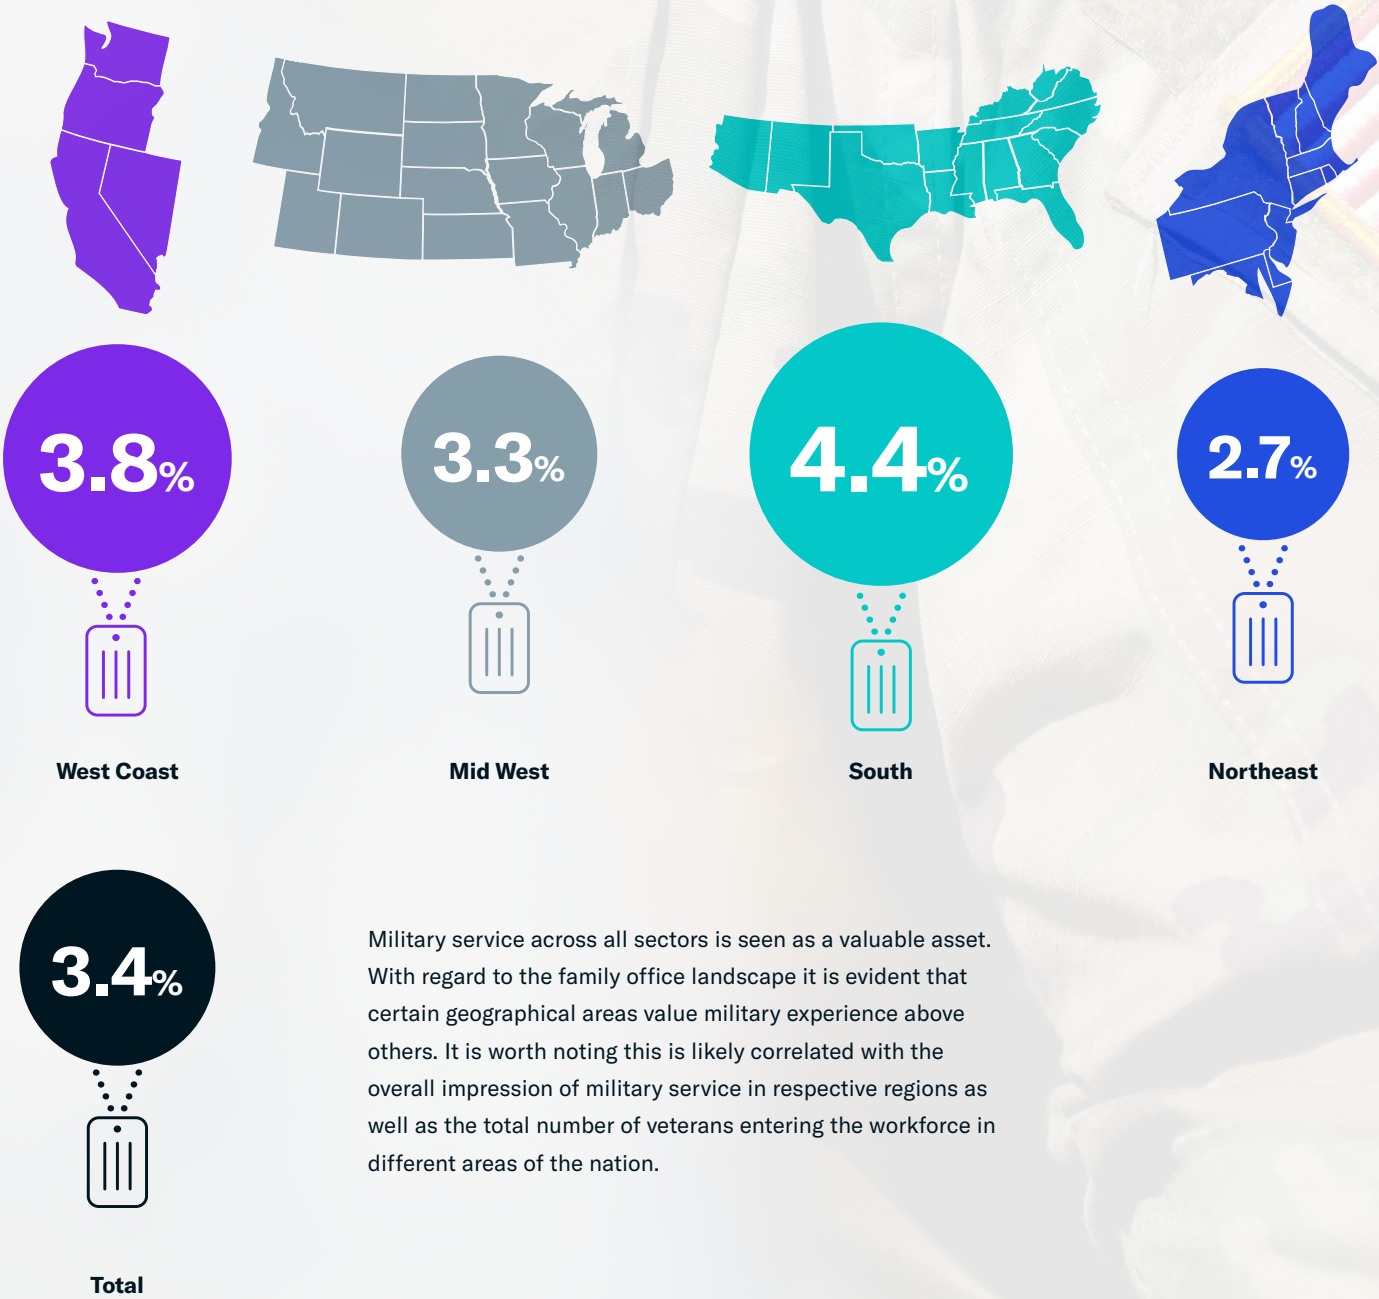 3.8%
3.3%
4.4%
2.7%
West Coast
Mid West
South
Northeast
3.4%
Total
Military service across all sectors is seen as a valuable asset.
With regard to the family office landscape it is evident that
certain geographical areas value military experience above
others. It is worth noting this is likely correlated with the
overall impression of military service in respective regions as
well as the total number of veterans entering the workforce in
different areas of the nation.